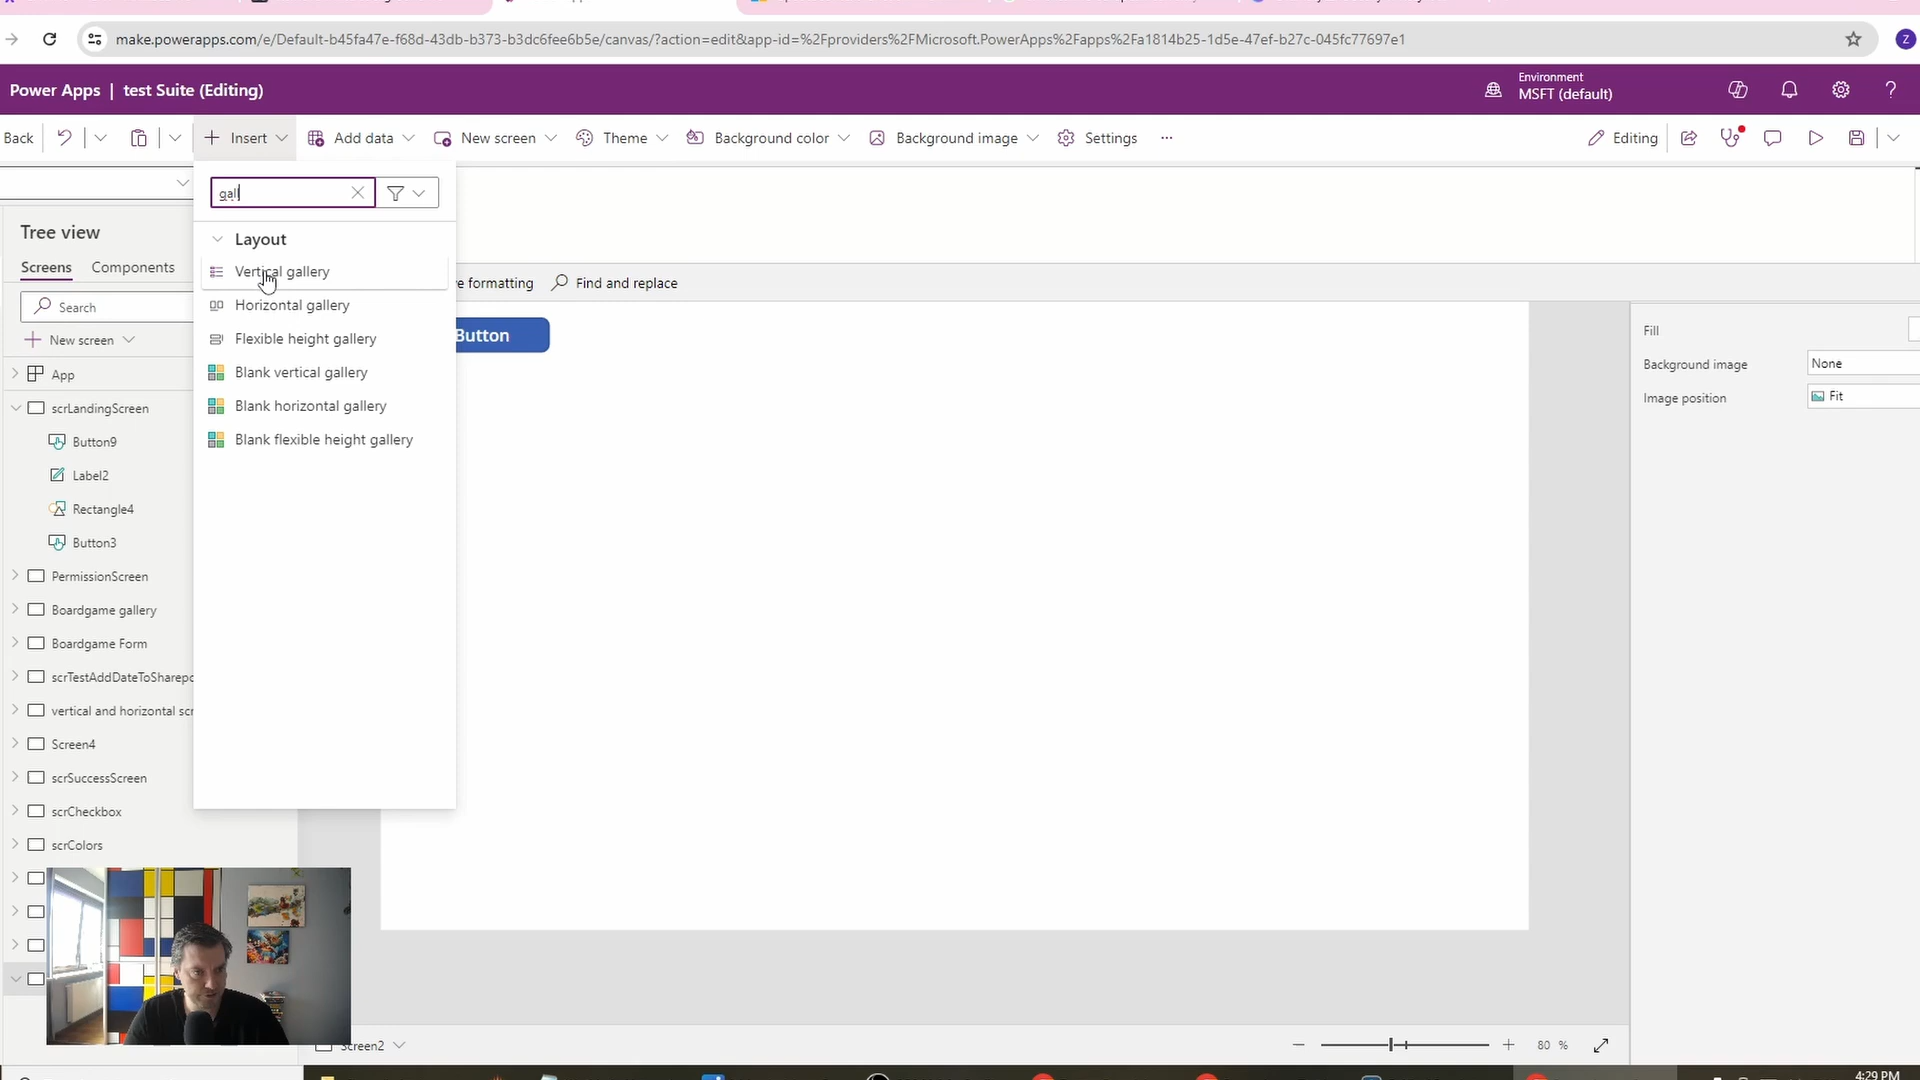 make.powerapps.com/e/Default-b45fa47e-f68d-43db-b373-b3dc6fee6b5e/canvas/?action=edit&app-id=%2Fproviders%2FMicrosoft.PowerApps%2Fapps%2Fa1814b25-1d5e-47ef-b27c-045fc77697e1
Z
Power Apps | test Suite (Editing)
Environment
MSFT (default)
Back
Insert
Add data
New screen
Theme
Background color
Background image
Settings
Editing
gall
Tree view
Layout
Screens
Components
Vertical gallery
e formatting
Find and replace
Search
Horizontal gallery
Fill
New screen
Flexible height gallery
Button
Background image
None
App
Blank vertical gallery
Image position
Fit
scrLandingScreen
Blank horizontal gallery
Button9
Blank flexible height gallery
Label2
Rectangle4
Button3
PermissionScreen
Boardgame gallery
Boardgame Form
scrTestAddDateToSharepo
vertical and horizontal scr
Screen4
scrSuccessScreen
scrCheckbox
scrColors
Screen2
80 %
4:29 PM